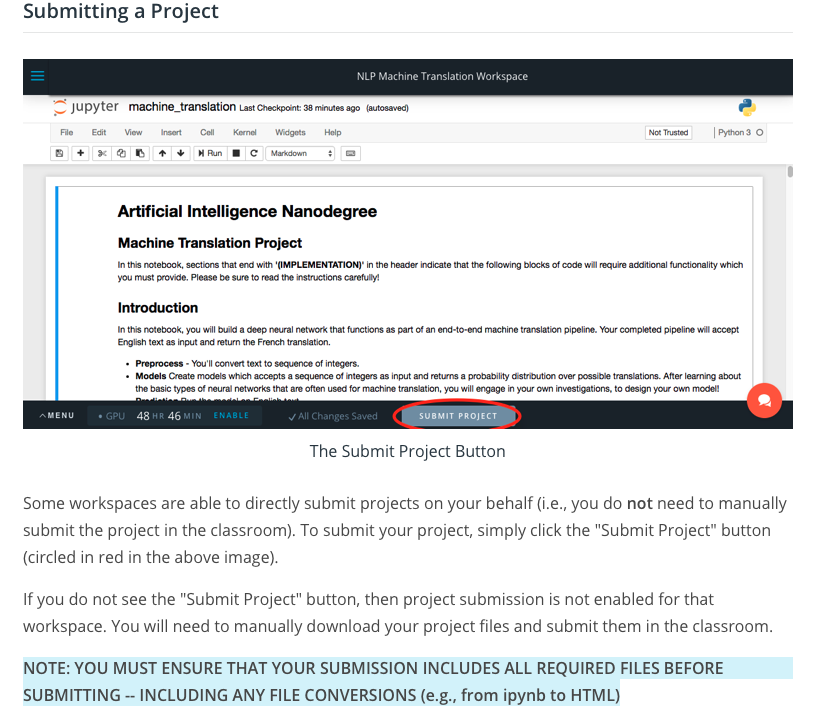 Submitting a Project
NLP Machine Translation Workspace
jupyter machine_translation Last Checkpoint: 38 minutes ago (autosaved)
File Edit View Insert Cell Kernel Widgets Help Not Trusted Python 3
Run Markdown
Artificial Intelligence Nanodegree
Machine Translation Project
In this notebook, sections that end with '(IMPLEMENTATION)' in the header indicate that the following blocks of code will require additional functionality which
you must provide. Please be sure to read the instructions carefully!
Introduction
In this notebook, you will build a deep neural network that functions as part of an end-to-end machine translation pipeline. Your completed pipeline will accept
English text as input and return the French translation.
• Preprocess - You'll convert text to sequence of integers.
• Models Create models which accepts a sequence of integers as input and returns a probability distribution over possible translations. After learning about
the basic types of neural networks that are often used for machine translation, you will engage in your own investigations, to design your own model!
• Prediction Run the model on English text.
MENU GPU 48 HR 46 MIN ENABLE All Changes Saved SUBMIT PROJECT
The Submit Project Button
Some workspaces are able to directly submit projects on your behalf (i.e., you do not need to manually
submit the project in the classroom). To submit your project, simply click the "Submit Project" button
(circled in red in the above image).
If you do not see the "Submit Project" button, then project submission is not enabled for that
workspace. You will need to manually download your project files and submit them in the classroom.
NOTE: YOU MUST ENSURE THAT YOUR SUBMISSION INCLUDES ALL REQUIRED FILES BEFORE
SUBMITTING -- INCLUDING ANY FILE CONVERSIONS (e.g., from ipynb to HTML)